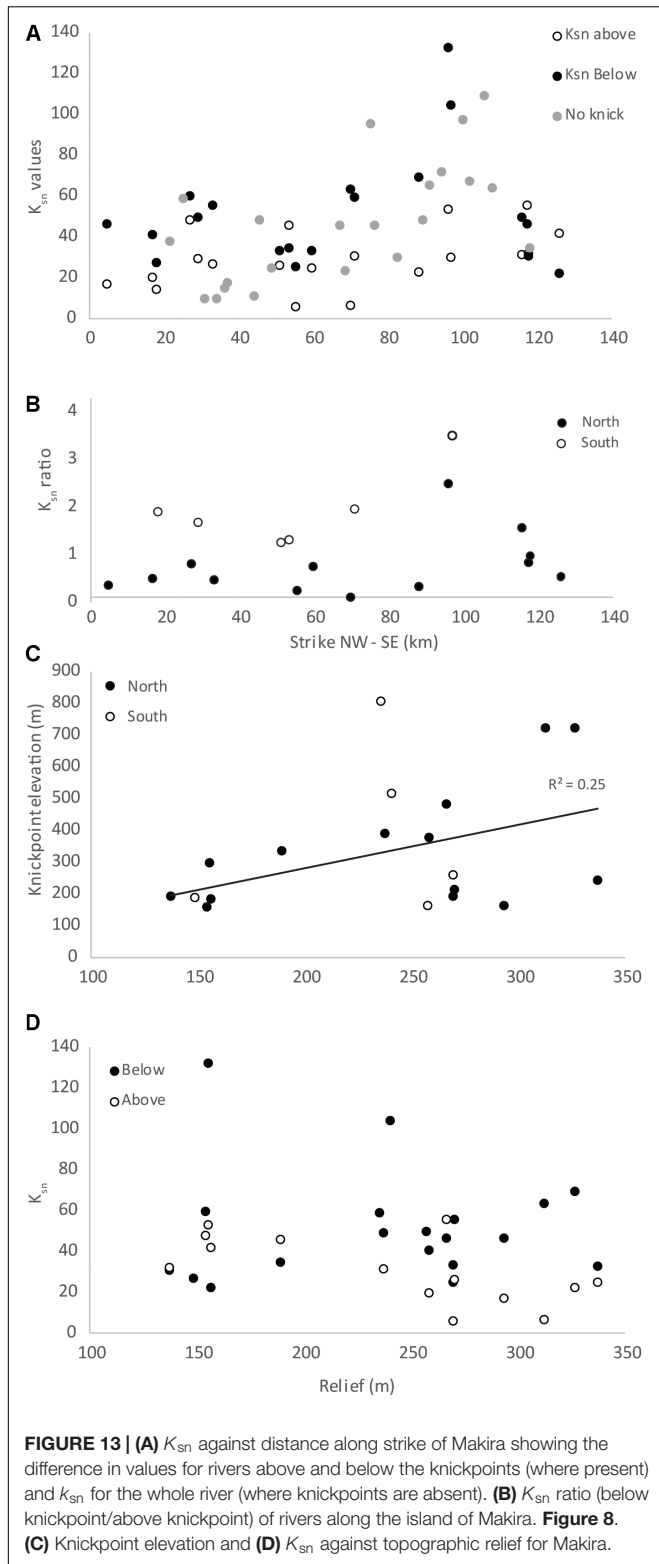 A
140
120
100
80
60
40
20
0
Ksn values
Ksn above
Ksn Below
No knick
0 20 40 60 80 100 120 140
B
4
3
2
1
0
Ksn ratio
North
South
0 20 40 60 80 100 120 140
Strike NW - SE (km)
C
900
800
700
600
500
400
300
200
100
0
Knickpoint elevation (m)
North
South
R² = 0.25
100 150 200 250 300 350
D
140
120
100
80
60
40
20
0
Ksn
Below
Above
100 150 200 250 300 350
Relief (m)
FIGURE 13 | (A) Ksn against distance along strike of Makira showing the
difference in values for rivers above and below the knickpoints (where present)
and ksn for the whole river (where knickpoints are absent). (B) Ksn ratio (below
knickpoint/above knickpoint) of rivers along the island of Makira. Figure 8.
(C) Knickpoint elevation and (D) Ksn against topographic relief for Makira.